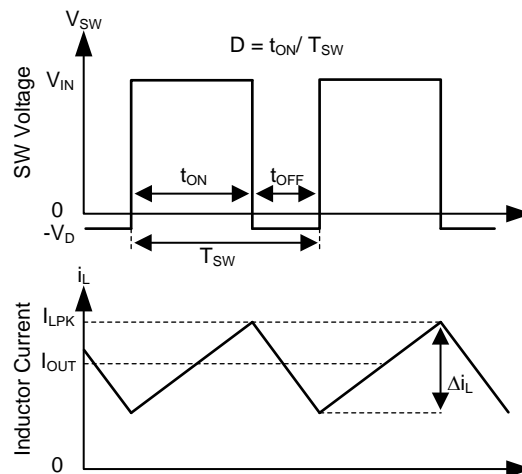 V_SW
D = t_ON/ T_SW
V_IN
SW Voltage
t_ON
t_OFF
0
-V_D
T_SW
i_L
Inductor Current
I_LPK
I_OUT
Δi_L
0